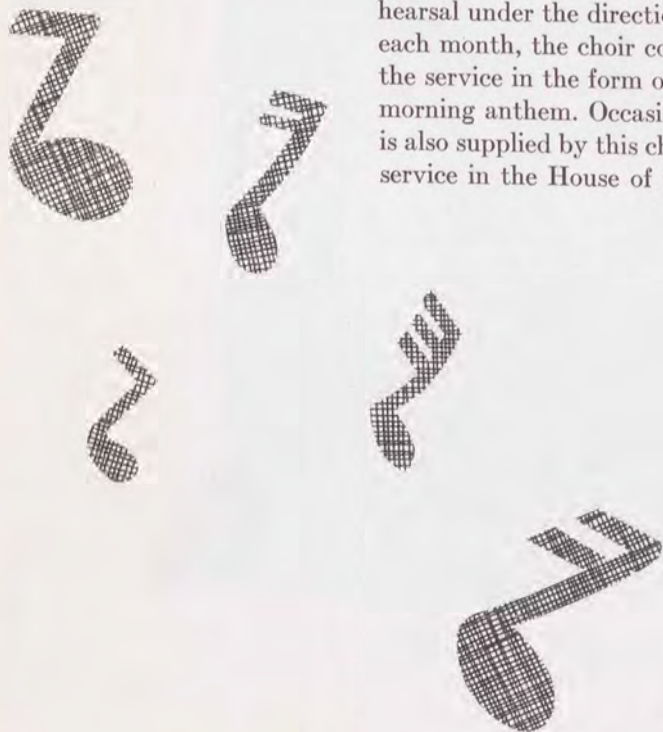 hearsal under the directio
each month, the choir co
the service in the form o
morning anthem. Occasi
is also supplied by this ch
service in the House of